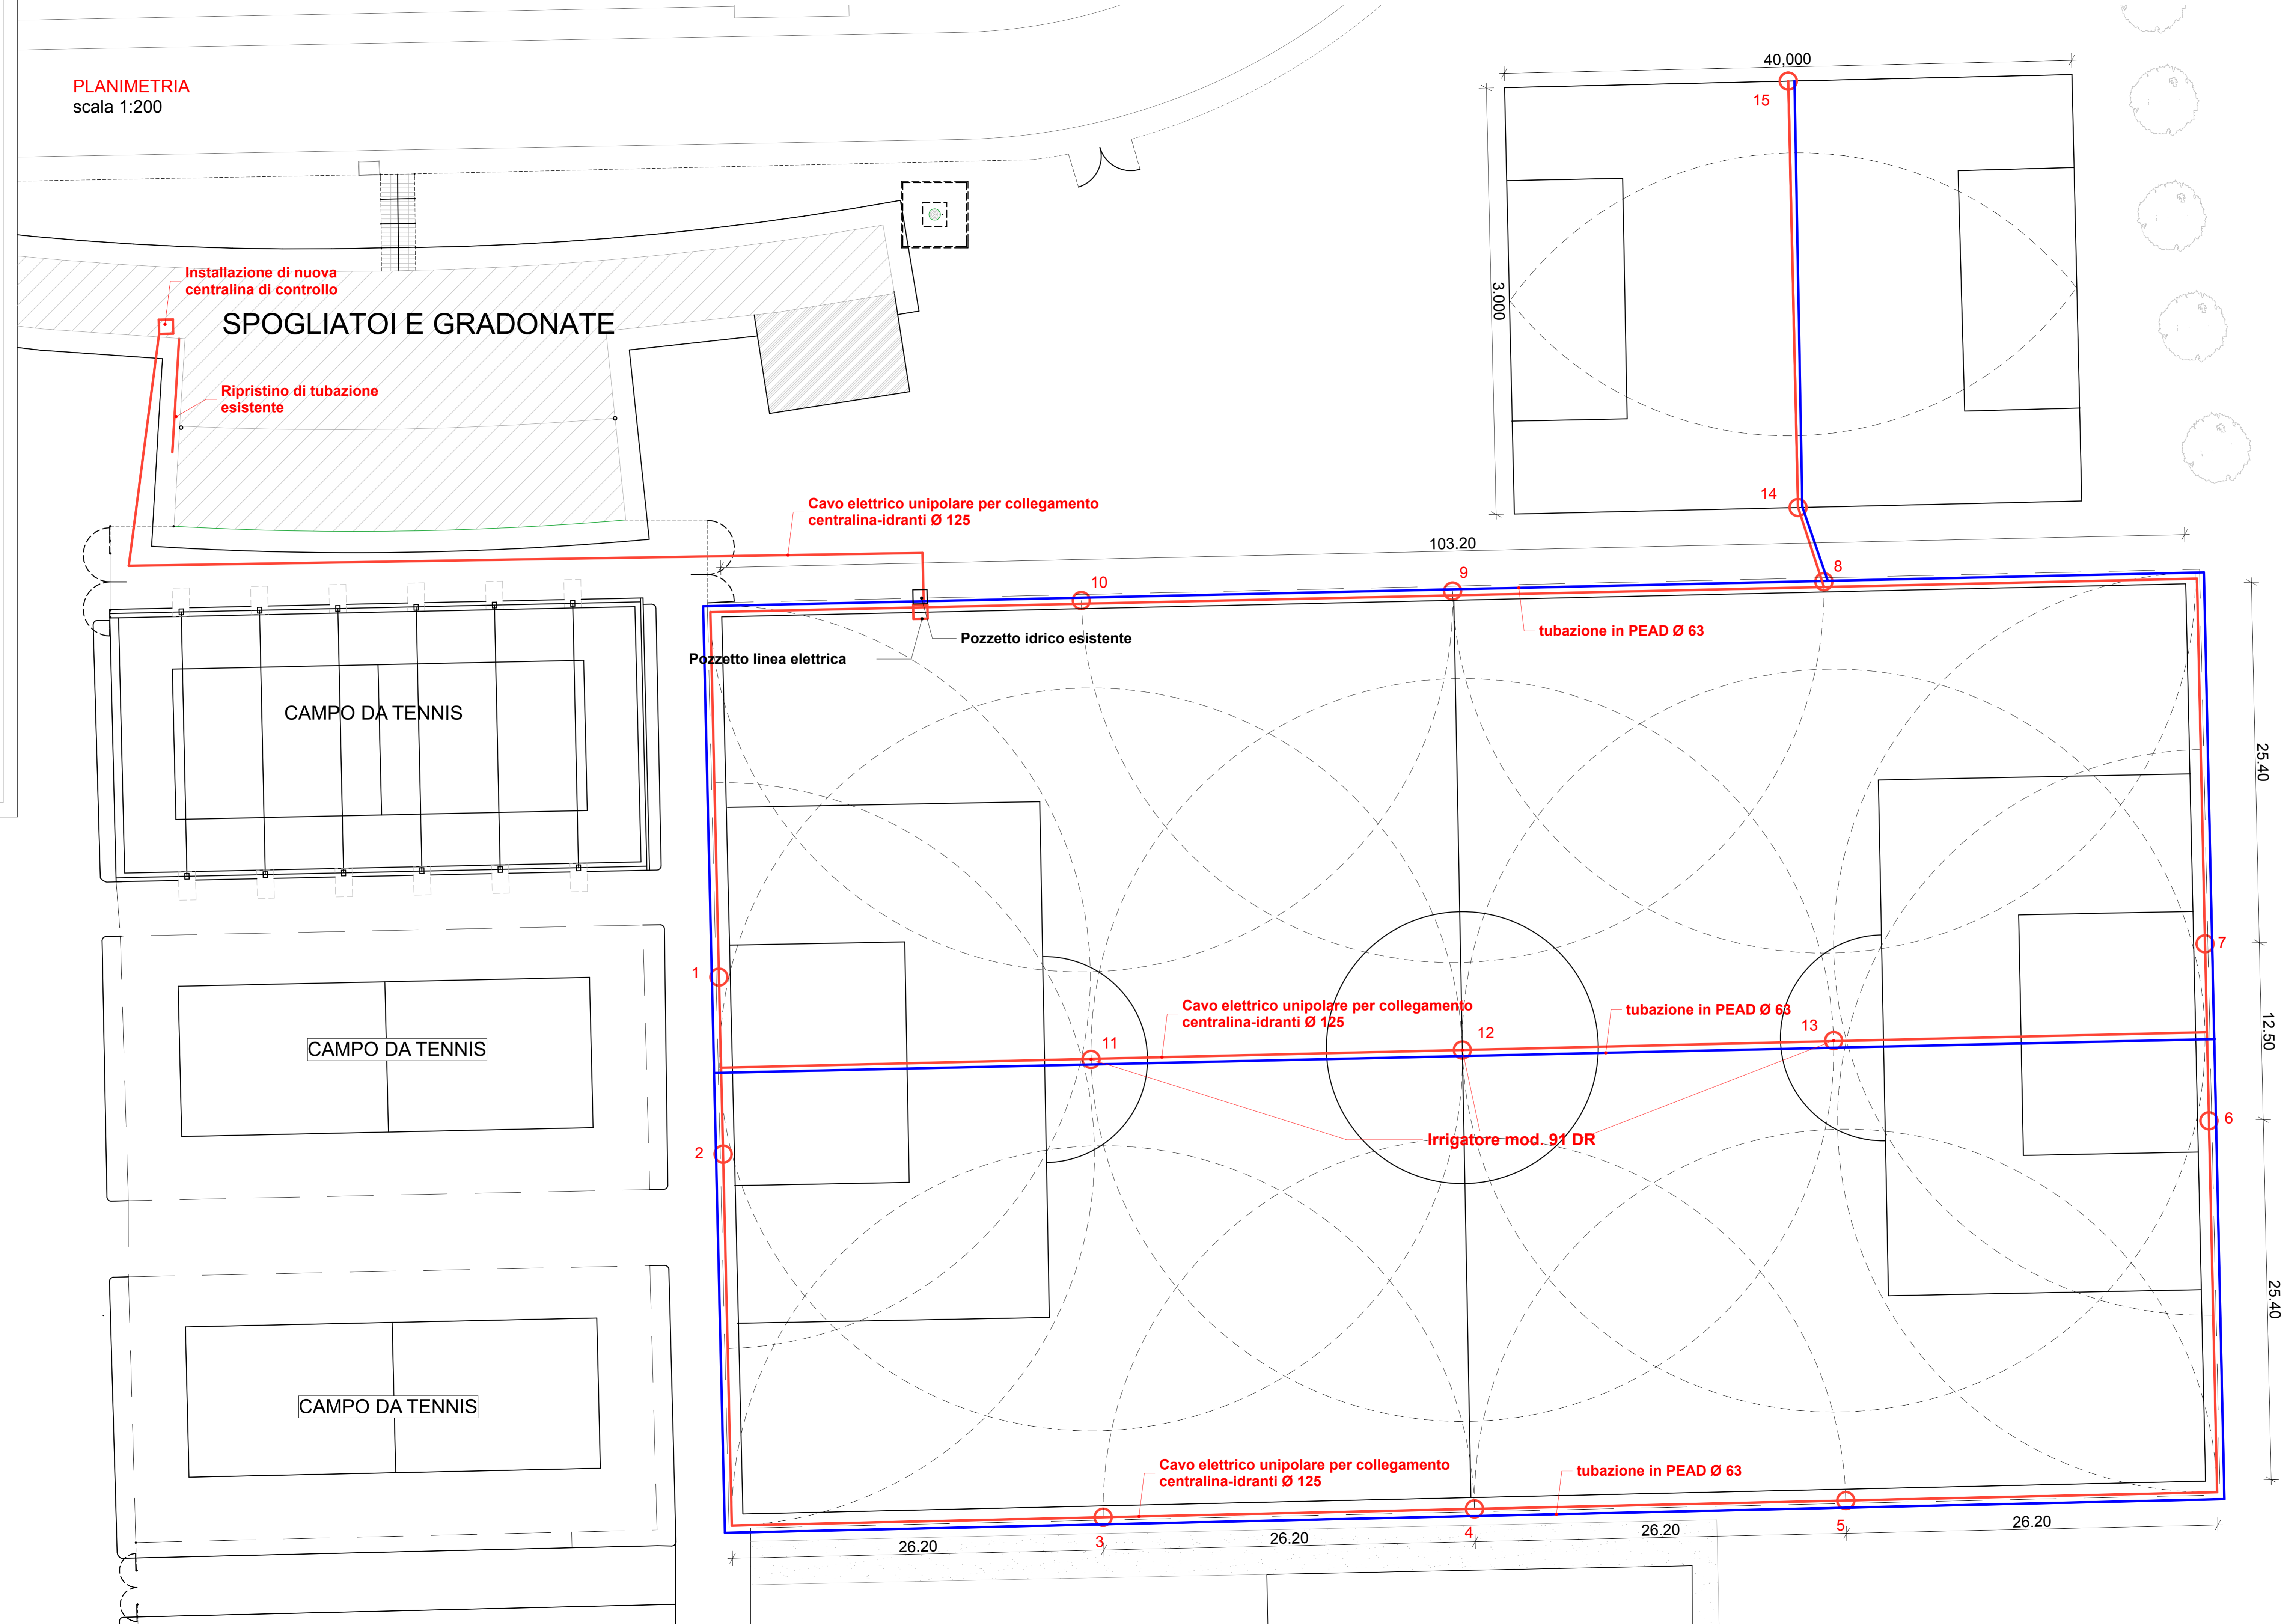 PLANIMETRIA
scala 1:200
40,000
15
Installazione di nuova
centralina di controllo
SPOGLIATOI E GRADONATE
3.000
Ripristino di tubazione
esistente
14
Cavo elettrico unipolare per collegamento
centralina-idranti Ø 125
103.20
8
9
10
Pozzetto idrico esistente
tubazione in PEAD Ø 63
Pozzetto linea elettrica
CAMPO DA TENNIS
25.40
7
1
Cavo elettrico unipolare per collegamento
centralina-idranti Ø 125
tubazione in PEAD Ø 63
13
12
11
12.50
CAMPO DA TENNIS
6
2
Irrigatore mod. 91 DR
25.40
CAMPO DA TENNIS
Cavo elettrico unipolare per collegamento
centralina-idranti Ø 125
tubazione in PEAD Ø 63
3
4
5
26.20
26.20
26.20
26.20